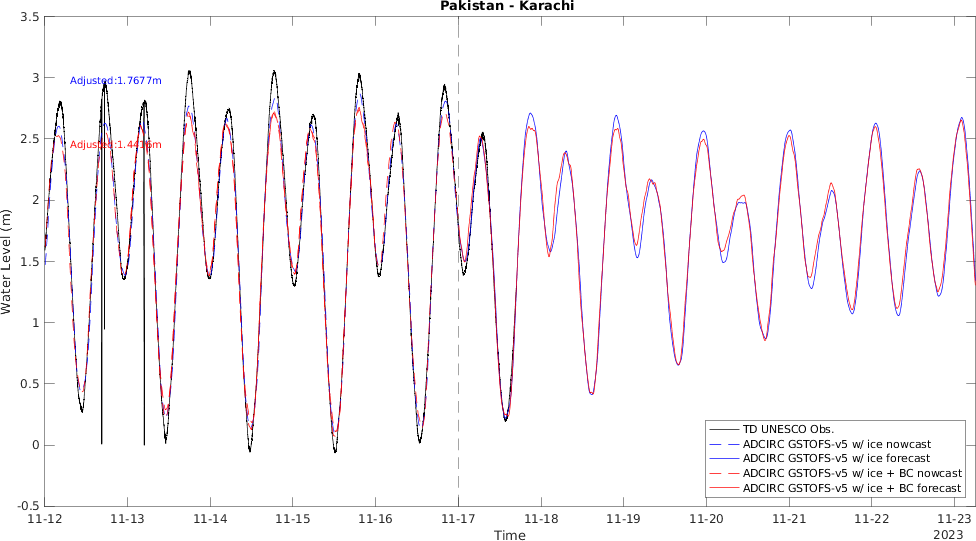 Pakistan - Karachi
3.5
3
2.5
2
1.5
1
0.5
0
-0.5
Water Level (m)
Adjusted:1.7677m
Adjusted:1.4416m
TD UNESCO Obs.
ADCIRC GSTOFS-v5 w/ ice nowcast
ADCIRC GSTOFS-v5 w/ ice forecast
ADCIRC GSTOFS-v5 w/ ice + BC nowcast
ADCIRC GSTOFS-v5 w/ ice + BC forecast
11-12 11-13 11-14 11-15 11-16 11-17 11-18 11-19 11-20 11-21 11-22 11-23
Time 2023